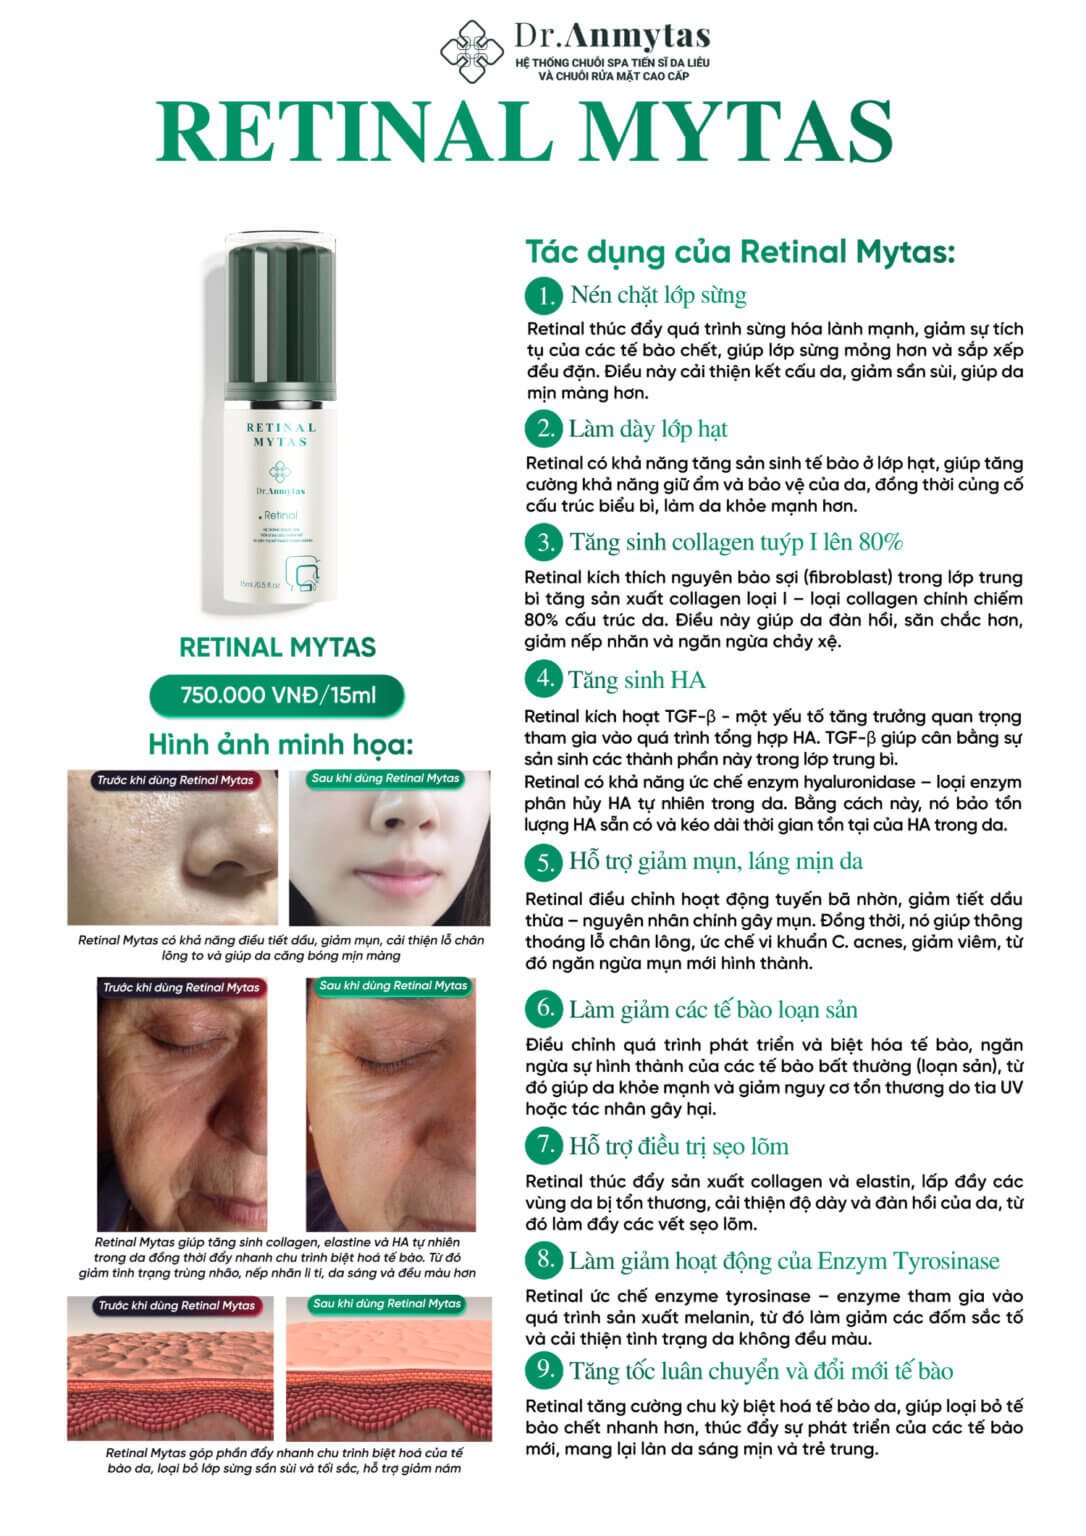 Dr.Anmytas
HỆ THỐNG CHUỖI SPA TIẾN SĨ DA LIỄU
VÀ CHUỖI RỬA MẶT CAO CẤP
RETINAL MYTAS
RETINAL
MYTAS
Dr.Anmytas
Retinal
15ml /0.5 fl.oz
RETINAL MYTAS
750.000 VNĐ/15ml
Hình ảnh minh họa:
Trước khi dùng Retinal Mytas
Sau khi dùng Retinal Mytas
Retinal Mytas có khả năng điều tiết dầu, giảm mụn, cải thiện lỗ chân
lông to và giúp da căng bóng mịn màng
Trước khi dùng Retinal Mytas
Sau khi dùng Retinal Mytas
Retinal Mytas giúp tăng sinh collagen, elastine và HA tự nhiên
trong da đồng thời đẩy nhanh chu trình biệt hoá tế bào. Từ đó
giảm tình trạng trùng nhão, nếp nhăn li ti, da sáng và đều màu hơn
Trước khi dùng Retinal Mytas
Sau khi dùng Retinal Mytas
Retinal Mytas góp phần đẩy nhanh chu trình biệt hoá của tế
bào da, loại bỏ lớp sừng sần sùi và tối sắc, hỗ trợ giảm nám
Tác dụng của Retinal Mytas:
1. Nén chặt lớp sừng
Retinal thúc đẩy quá trình sừng hóa lành mạnh, giảm sự tích
tụ của các tế bào chết, giúp lớp sừng mỏng hơn và sắp xếp
đều đặn. Điều này cải thiện kết cấu da, giảm sần sùi, giúp da
mịn màng hơn.
2. Làm dày lớp hạt
Retinal có khả năng tăng sản sinh tế bào ở lớp hạt, giúp tăng
cường khả năng giữ ẩm và bảo vệ của da, đồng thời củng cố
cấu trúc biểu bì, làm da khỏe mạnh hơn.
3. Tăng sinh collagen tuýp I lên 80%
Retinal kích thích nguyên bào sợi (fibroblast) trong lớp trung
bì tăng sản xuất collagen loại I – loại collagen chính chiếm
80% cấu trúc da. Điều này giúp da đàn hồi, săn chắc hơn,
giảm nếp nhăn và ngăn ngừa chảy xệ.
4. Tăng sinh HA
Retinal kích hoạt TGF-β - một yếu tố tăng trưởng quan trọng
tham gia vào quá trình tổng hợp HA. TGF-β giúp cân bằng sự
sản sinh các thành phần này trong lớp trung bì.
Retinal có khả năng ức chế enzym hyaluronidase – loại enzym
phân hủy HA tự nhiên trong da. Bằng cách này, nó bảo tồn
lượng HA sẵn có và kéo dài thời gian tồn tại của HA trong da.
5. Hỗ trợ giảm mụn, láng mịn da
Retinal điều chỉnh hoạt động tuyến bã nhờn, giảm tiết dầu
thừa – nguyên nhân chính gây mụn. Đồng thời, nó giúp thông
thoáng lỗ chân lông, ức chế vi khuẩn C. acnes, giảm viêm, từ
đó ngăn ngừa mụn mới hình thành.
6. Làm giảm các tế bào loạn sản
Điều chỉnh quá trình phát triển và biệt hóa tế bào, ngăn
ngừa sự hình thành của các tế bào bất thường (loạn sản), từ
đó giúp da khỏe mạnh và giảm nguy cơ tổn thương do tia UV
hoặc tác nhân gây hại.
7. Hỗ trợ điều trị sẹo lõm
Retinal thúc đẩy sản xuất collagen và elastin, lấp đầy các
vùng da bị tổn thương, cải thiện độ dày và đàn hồi của da, từ
đó làm đầy các vết sẹo lõm.
8. Làm giảm hoạt động của Enzym Tyrosinase
Retinal ức chế enzyme tyrosinase – enzyme tham gia vào
quá trình sản xuất melanin, từ đó làm giảm các đốm sắc tố
và cải thiện tình trạng da không đều màu.
9. Tăng tốc luân chuyển và đổi mới tế bào
Retinal tăng cường chu kỳ biệt hoá tế bào da, giúp loại bỏ tế
bào chết nhanh hơn, thúc đẩy sự phát triển của các tế bào
mới, mang lại làn da sáng mịn và trẻ trung.